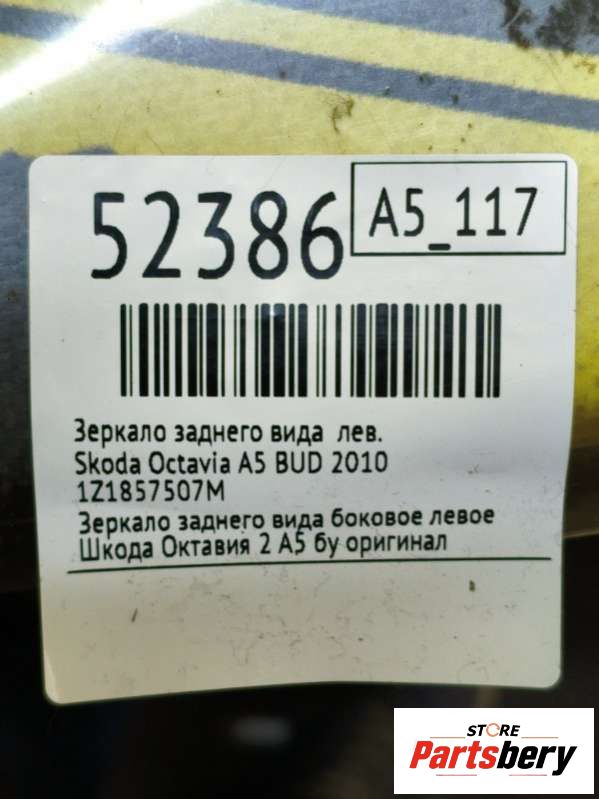 52386
A5_117
Зеркало заднего вида лев.
Skoda Octavia A5 BUD 2010
1Z1857507M
Зеркало заднего вида боковое левое
Шкода Октавия 2 А5 бу оригинал
STORE
Partsbery